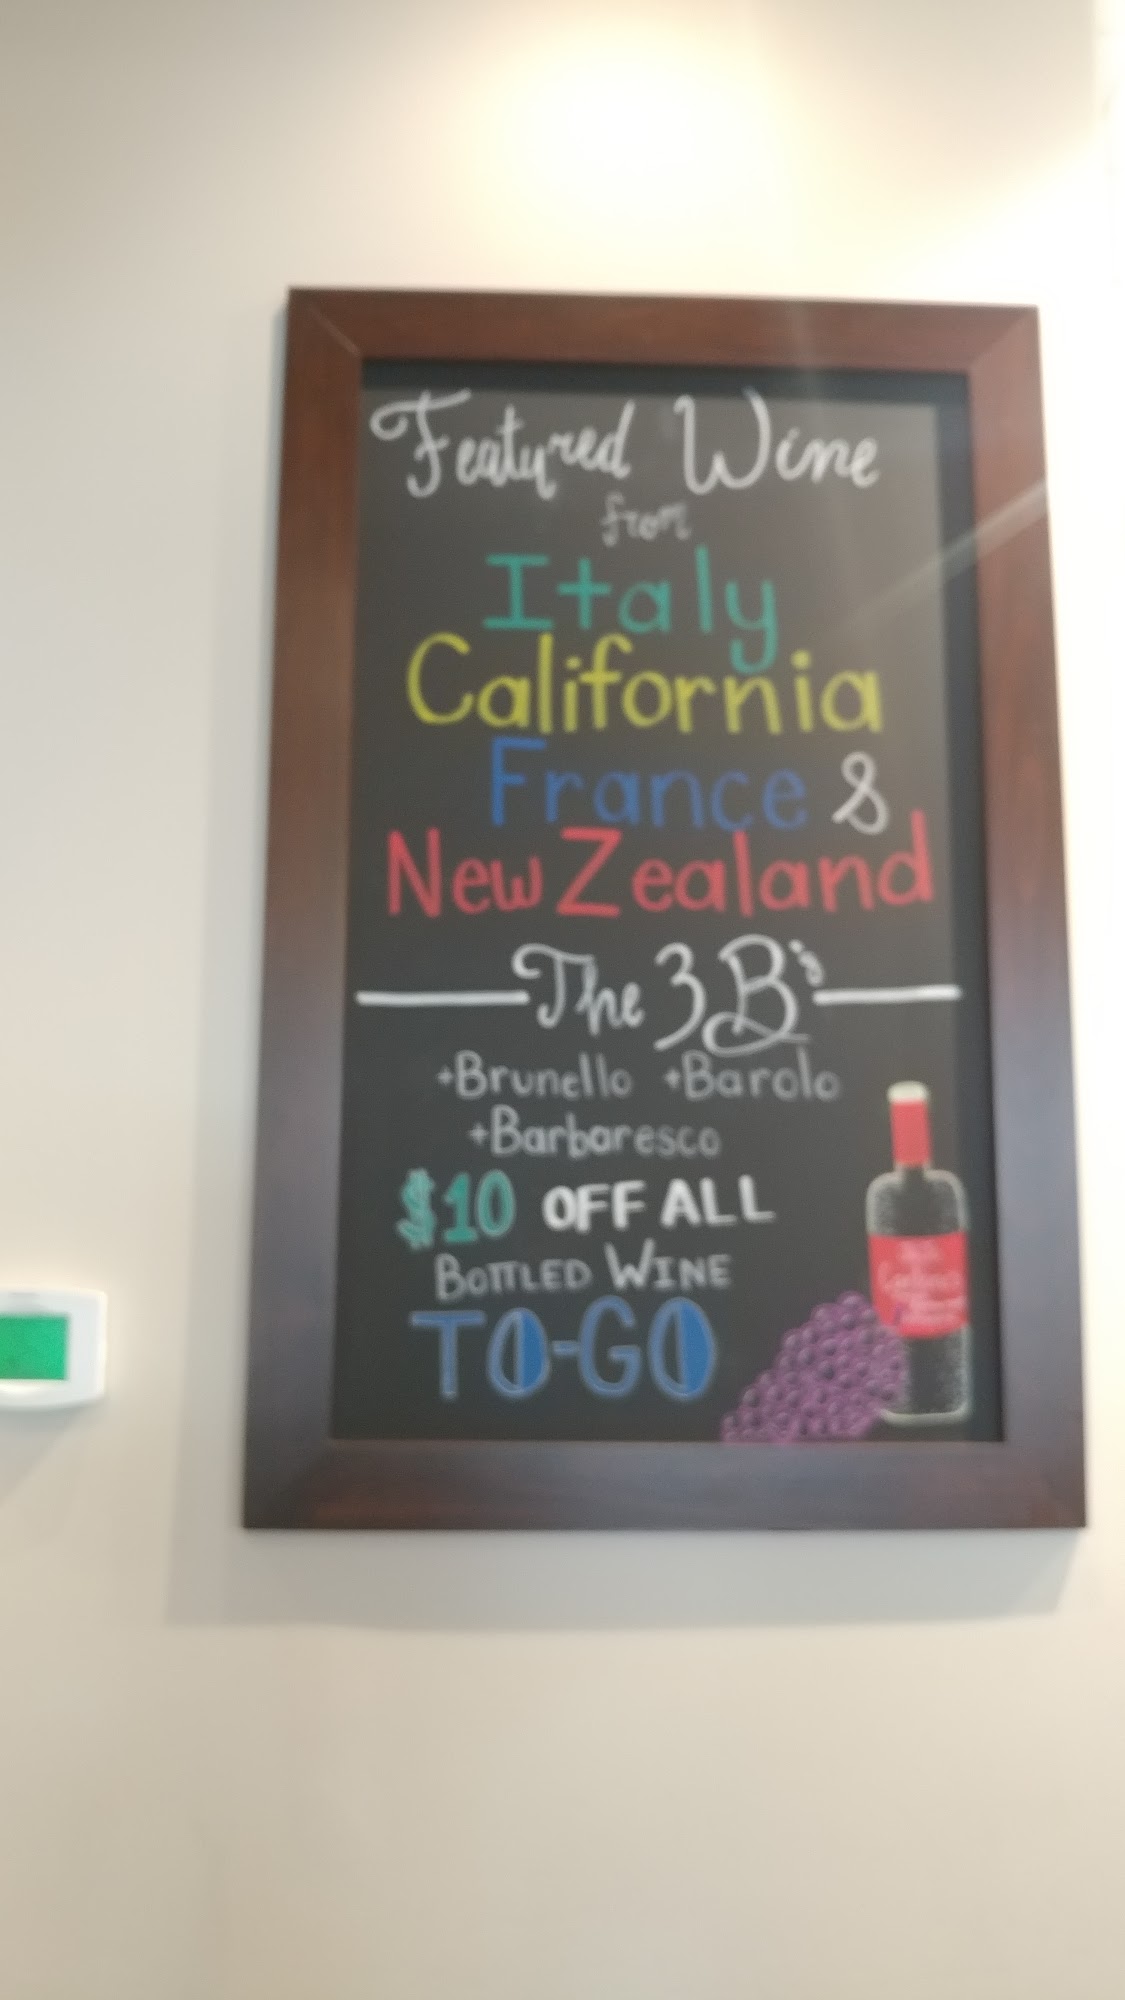 Featured Wine
from
Italy
California
France &
New Zealand
The 3 B's
+Brunello +Barolo
+Barbaresco
$10 OFF ALL
BOTTLED WINE
TO-GO